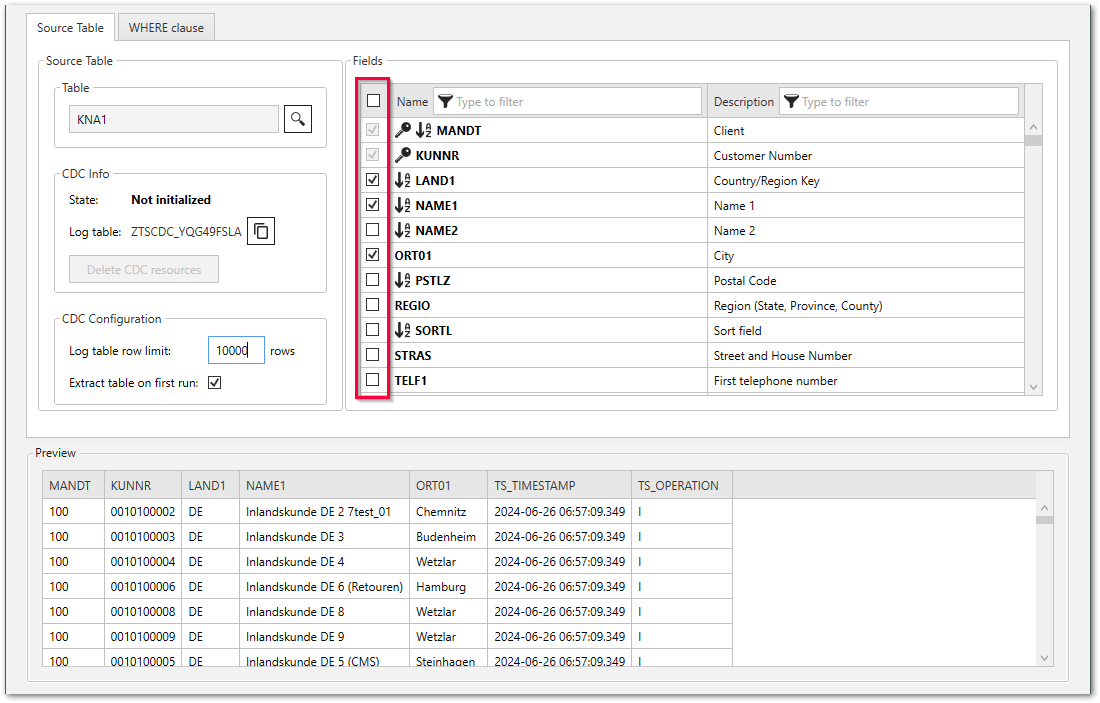 Source Table WHERE clause
Source Table
Table
KNA1
CDC Info
State: Not initialized
Log table: ZTSCDC_YQG49FSLA
Delete CDC resources
CDC Configuration
Log table row limit: 10000 rows
Extract table on first run:
Fields
Name Type to filter Description Type to filter
MANDT Client
KUNNR Customer Number
LAND1 Country/Region Key
NAME1 Name 1
NAME2 Name 2
ORT01 City
PSTLZ Postal Code
REGIO Region (State, Province, County)
SORTL Sort field
STRAS Street and House Number
TELF1 First telephone number
Preview
MANDT KUNNR LAND1 NAME1 ORT01 TS_TIMESTAMP TS_OPERATION
100 0010100002 DE Inlandskunde DE 2 7test_01 Chemnitz 2024-06-26 06:57:09.349 I
100 0010100003 DE Inlandskunde DE 3 Budenheim 2024-06-26 06:57:09.349 I
100 0010100004 DE Inlandskunde DE 4 Wetzlar 2024-06-26 06:57:09.349 I
100 0010100006 DE Inlandskunde DE 6 (Retouren) Hamburg 2024-06-26 06:57:09.349 I
100 0010100008 DE Inlandskunde DE 8 Wetzlar 2024-06-26 06:57:09.349 I
100 0010100009 DE Inlandskunde DE 9 Wetzlar 2024-06-26 06:57:09.349 I
100 0010100005 DE Inlandskunde DE 5 (CMS) Steinhagen 2024-06-26 06:57:09.349 I